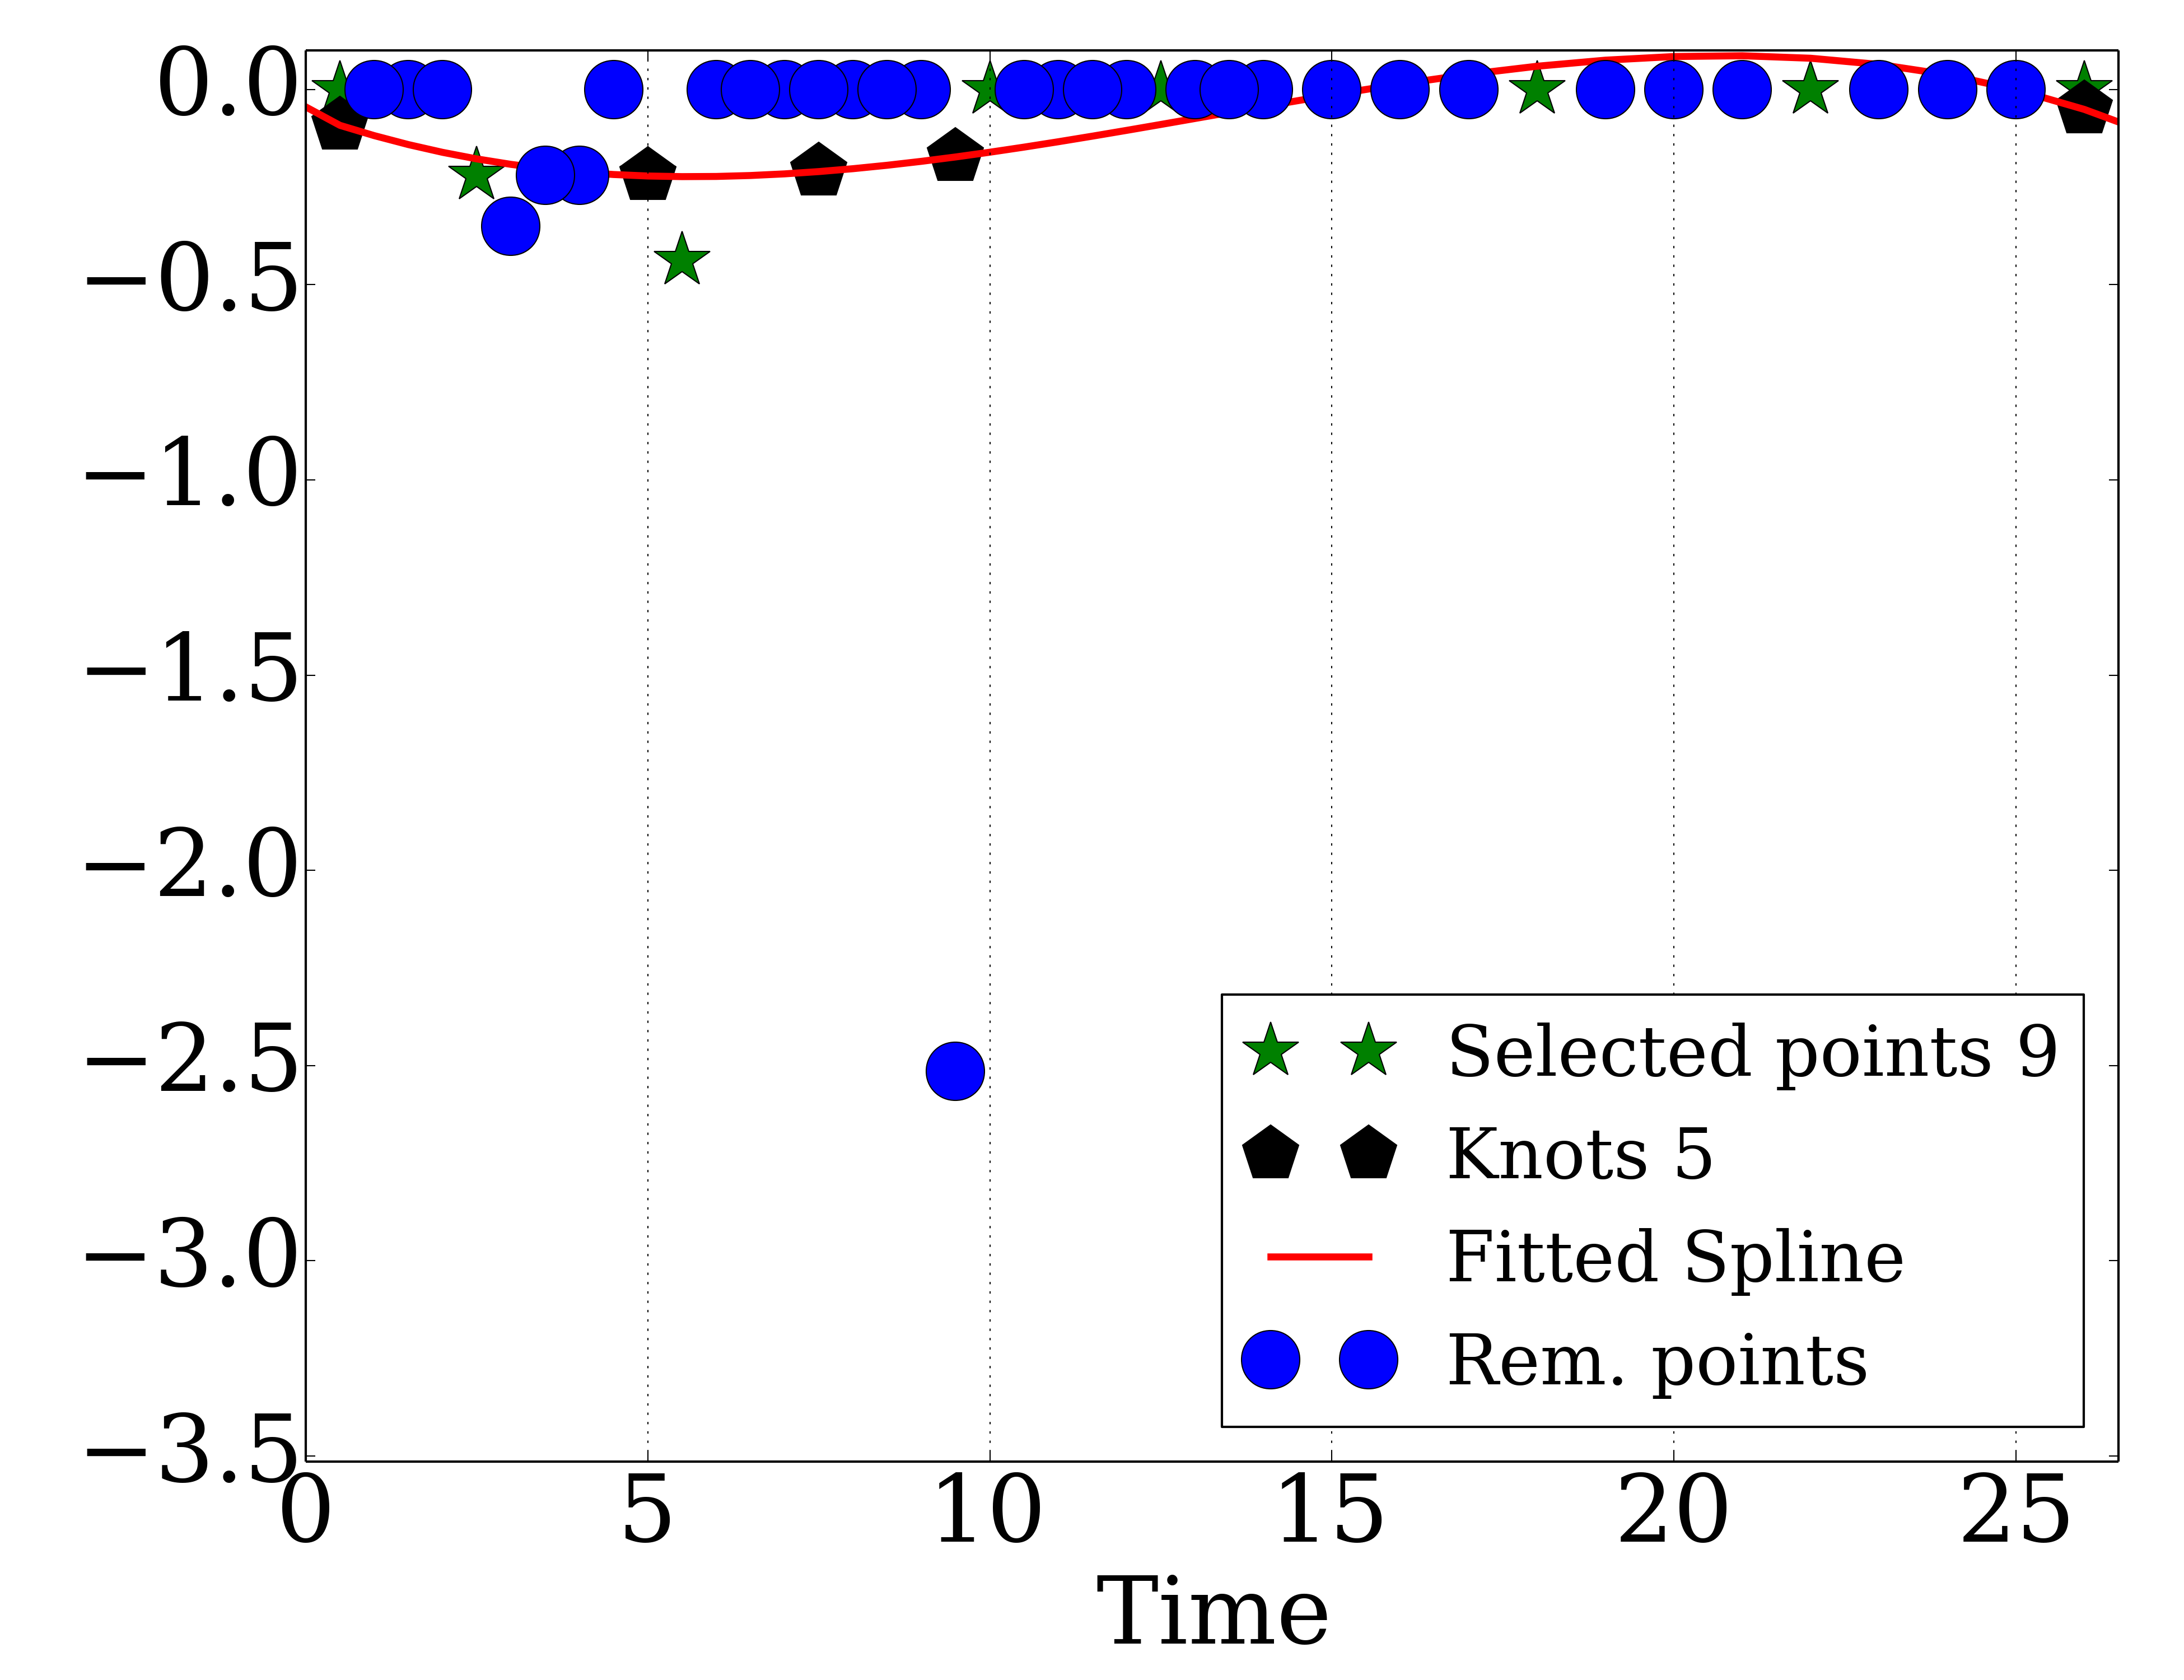 0.0
−0.5
−1.0
−1.5
−2.0
−2.5
−3.0
−3.5
Selected points 9
Knots 5
Fitted Spline
Rem. points
0 5 10 15 20 25
Time